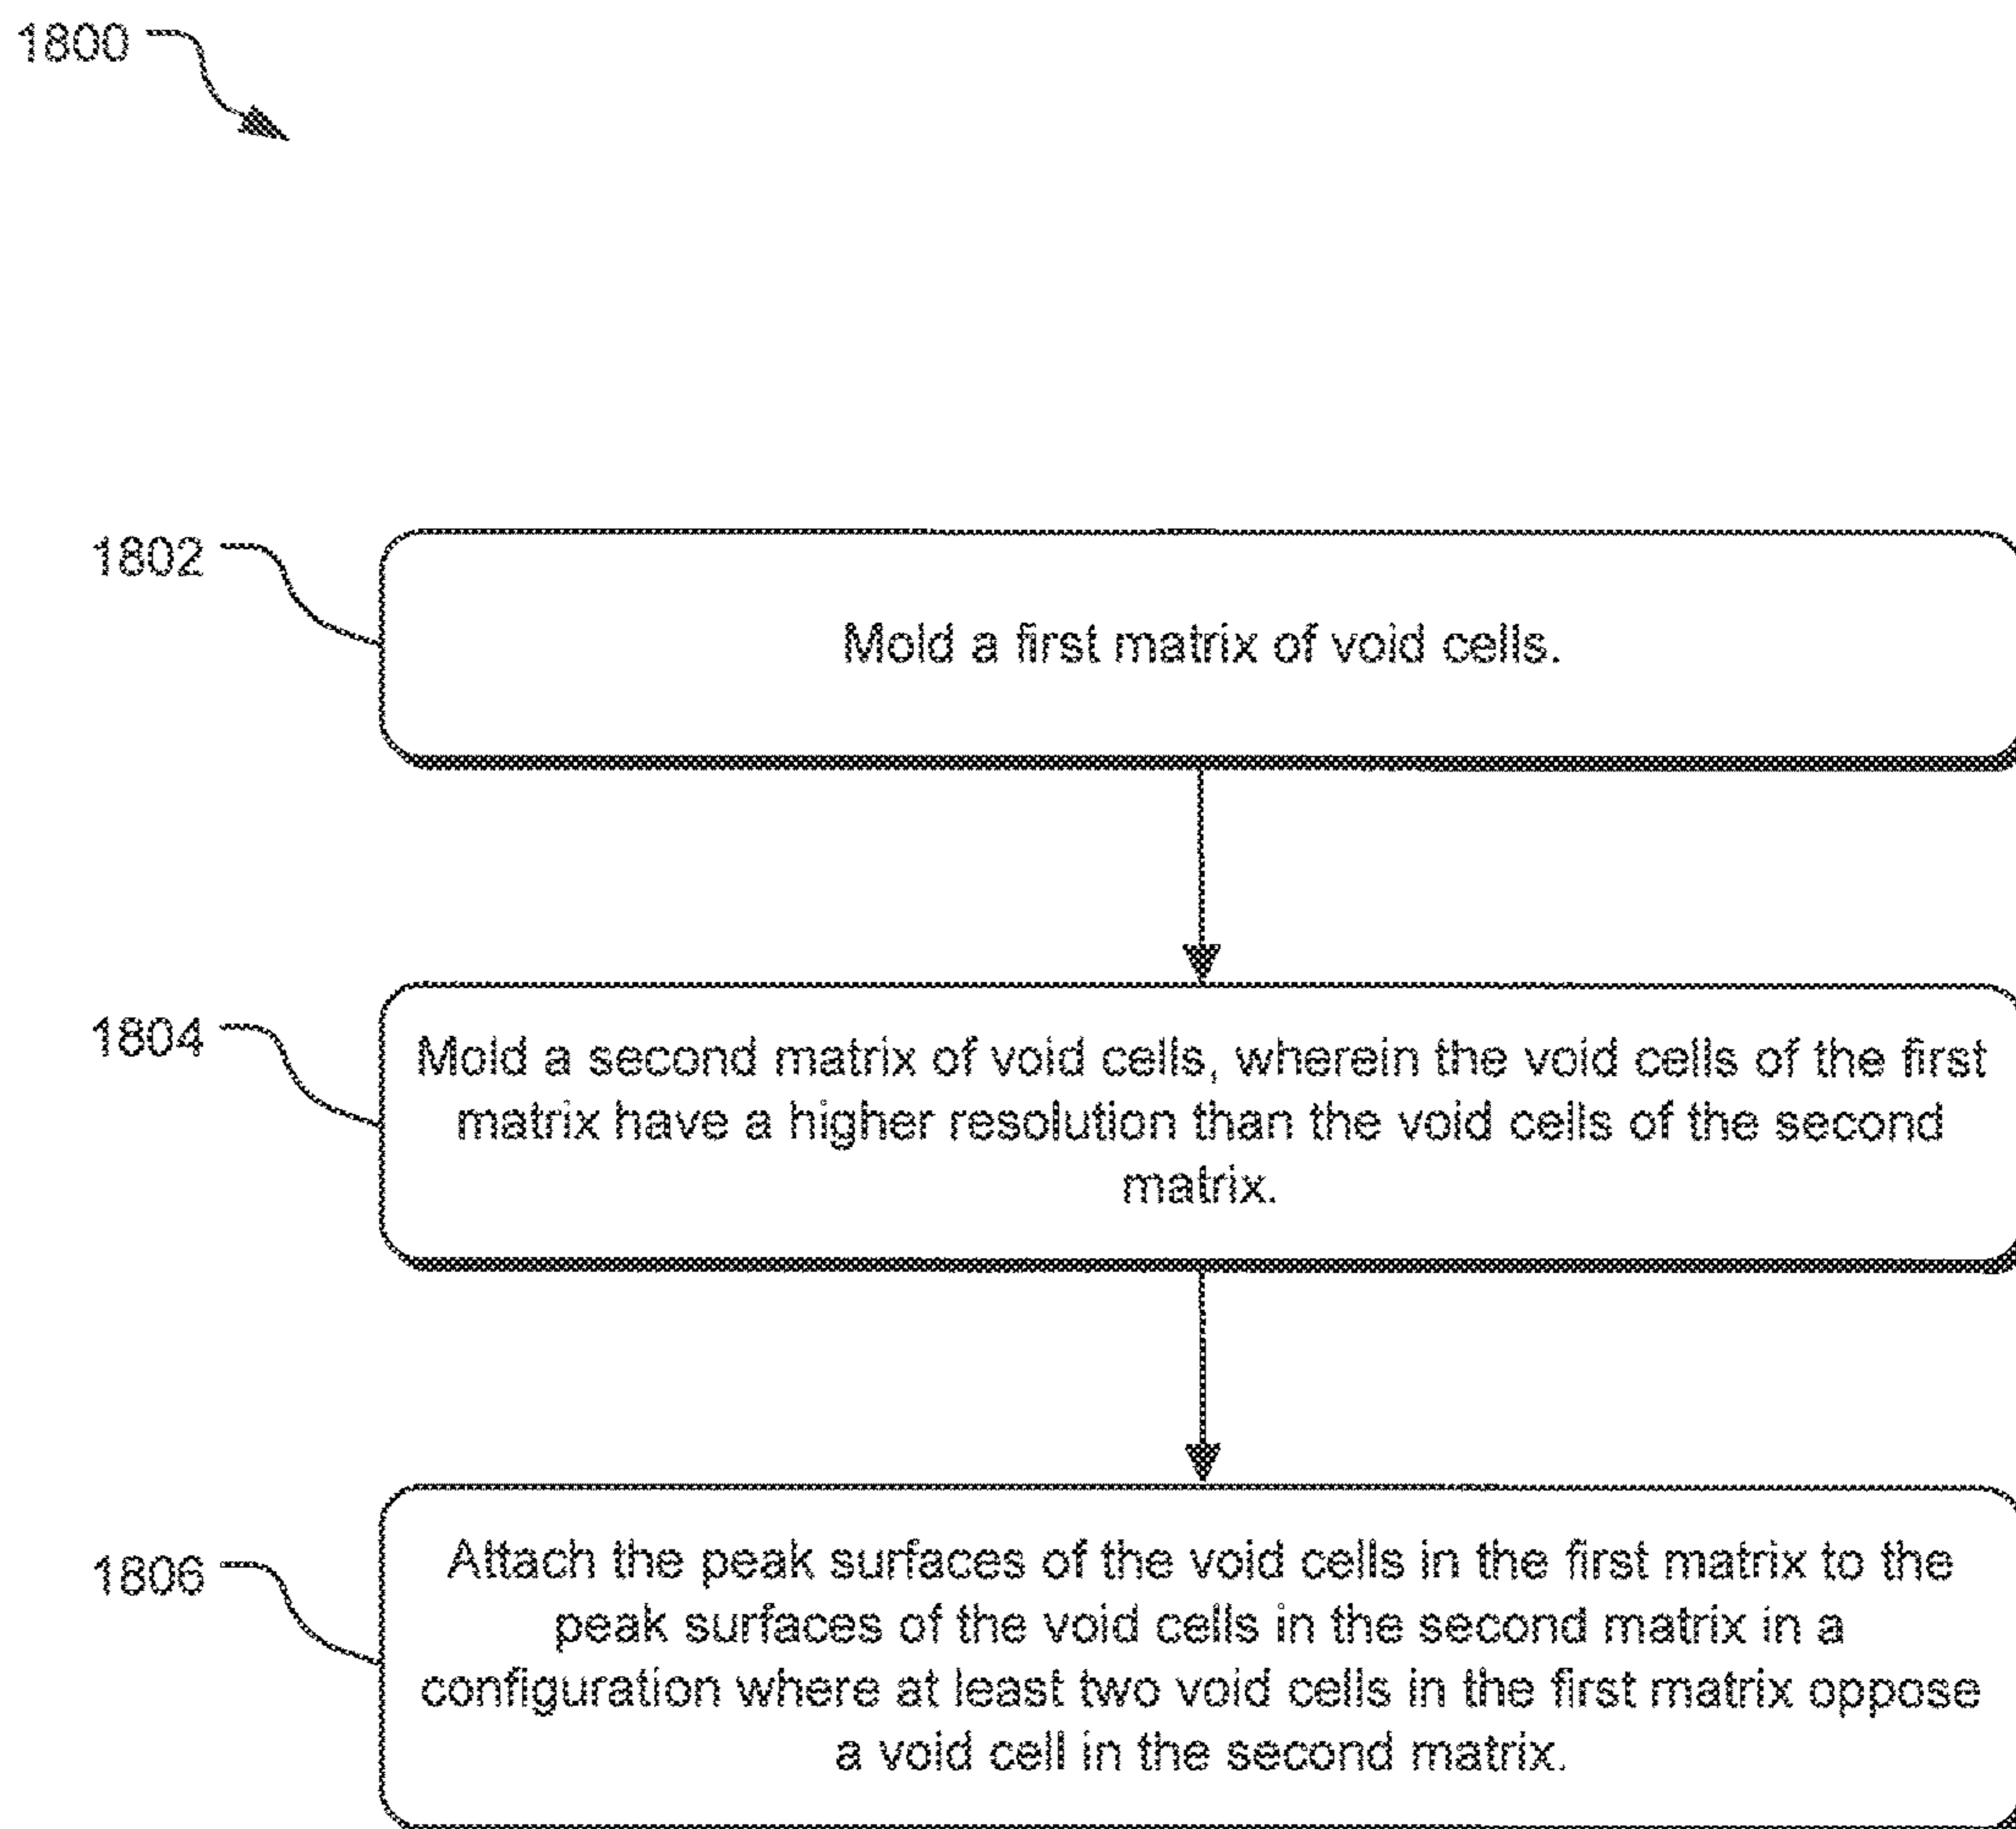 1800
1802
Mold a first matrix of void cells.
1804
Mold a second matrix of void cells, wherein the void cells of the first
matrix have a higher resolution than the void cells of the second
matrix.
1806
Attach the peak surfaces of the void cells in the first matrix to the
peak surfaces of the void cells in the second matrix in a
configuration where at least two void cells in the first matrix oppose
a void cell in the second matrix.